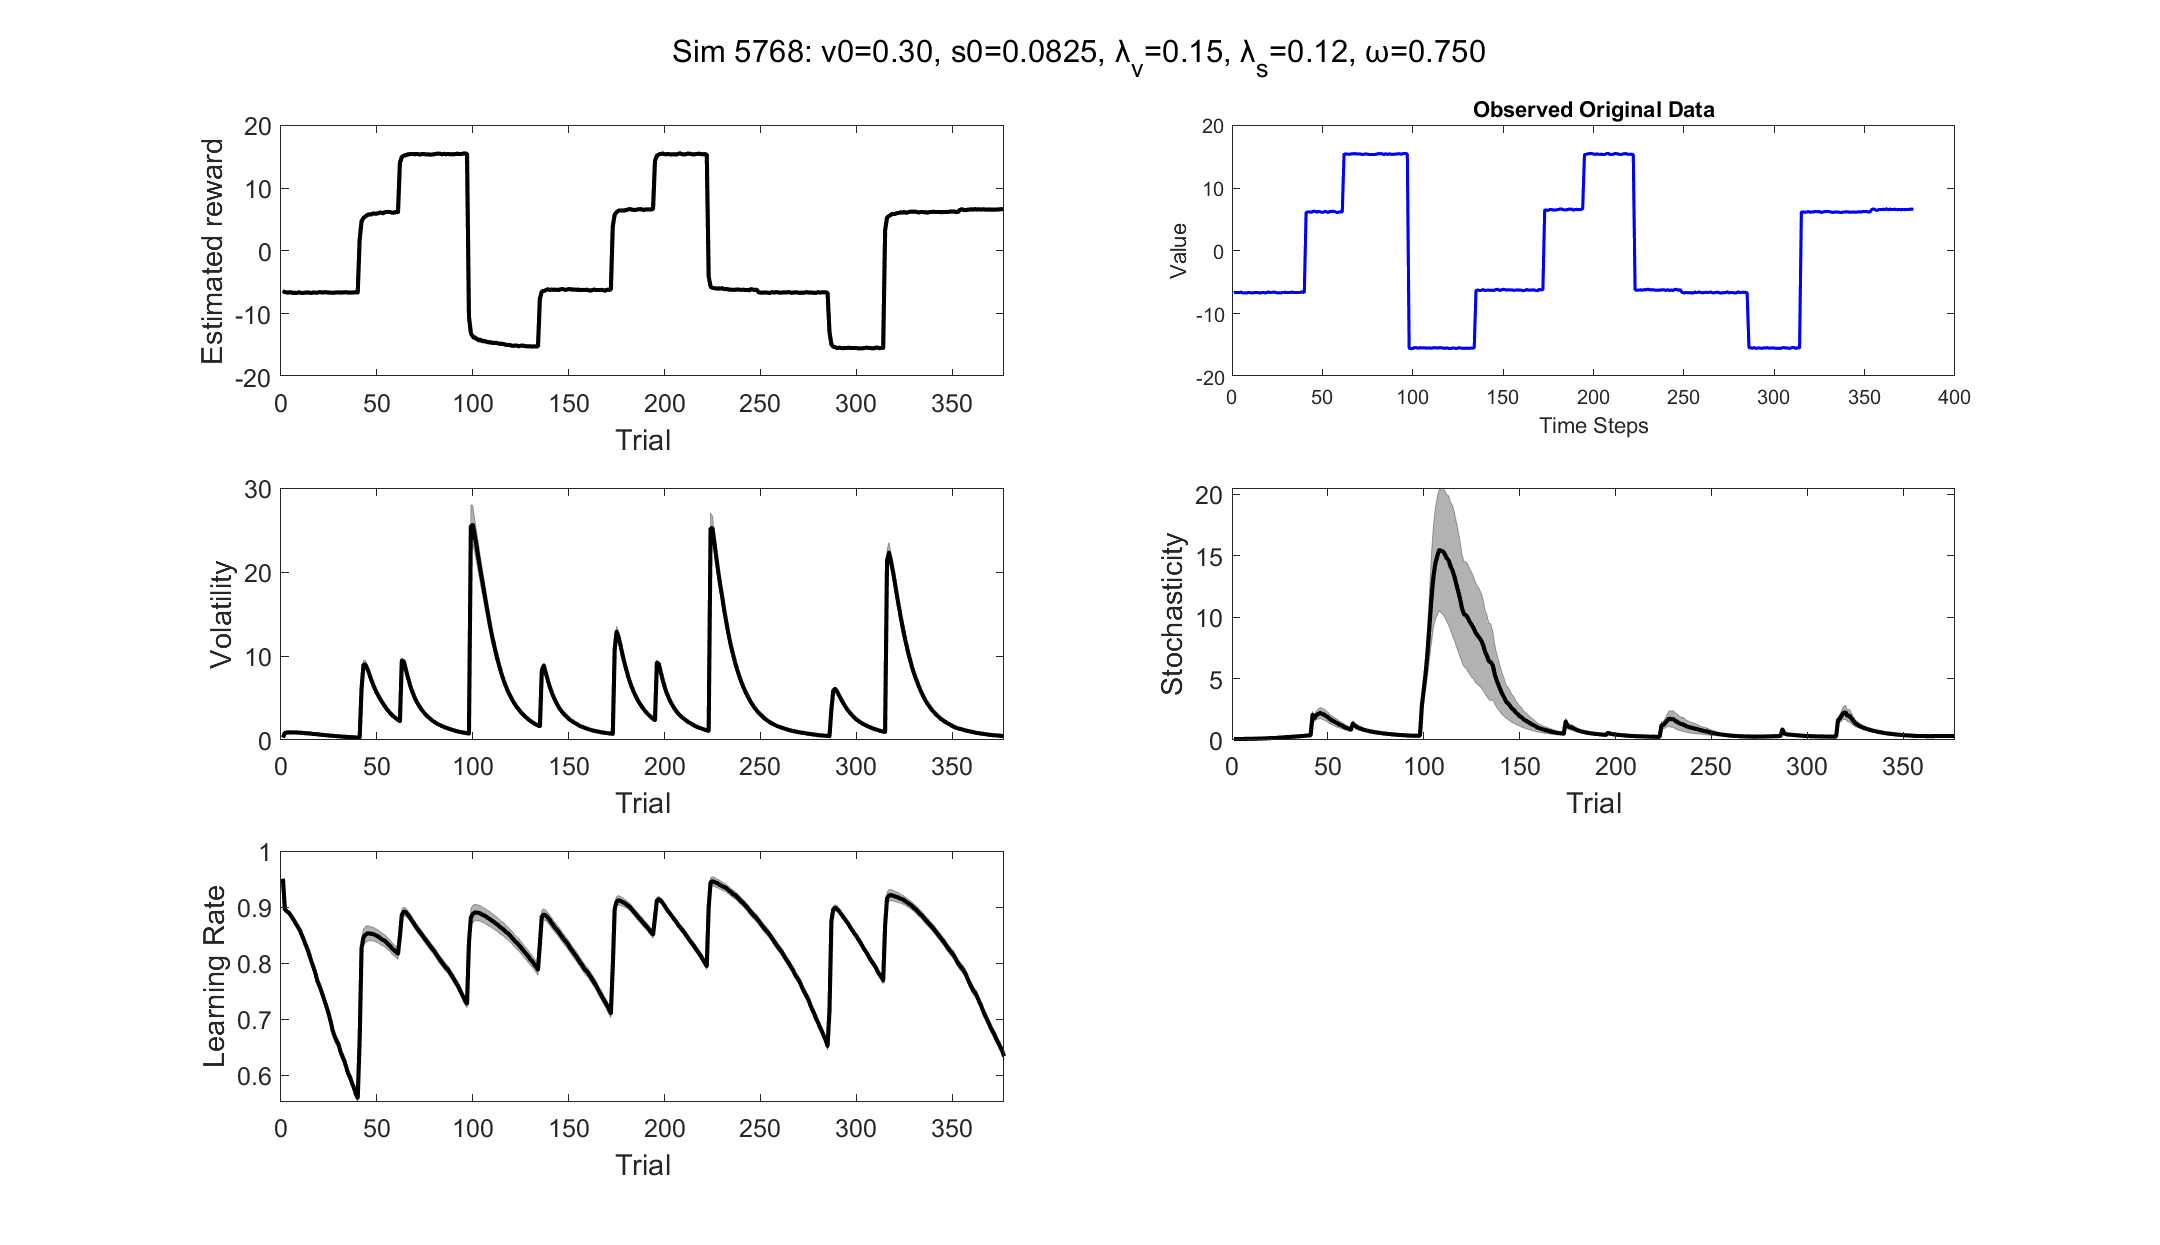 Sim 5768: v0=0.30, s0=0.0825, λ_v=0.15, λ_s=0.12, ω=0.750
20
10
0
-10
-20
Estimated reward
0 50 100 150 200 250 300 350
Trial
Observed Original Data
20
10
0
-10
-20
Value
0 50 100 150 200 250 300 350 400
Time Steps
30
20
10
0
Volatility
0 50 100 150 200 250 300 350
Trial
20
15
10
5
0
Stochasticity
0 50 100 150 200 250 300 350
Trial
1
0.9
0.8
0.7
0.6
Learning Rate
0 50 100 150 200 250 300 350
Trial